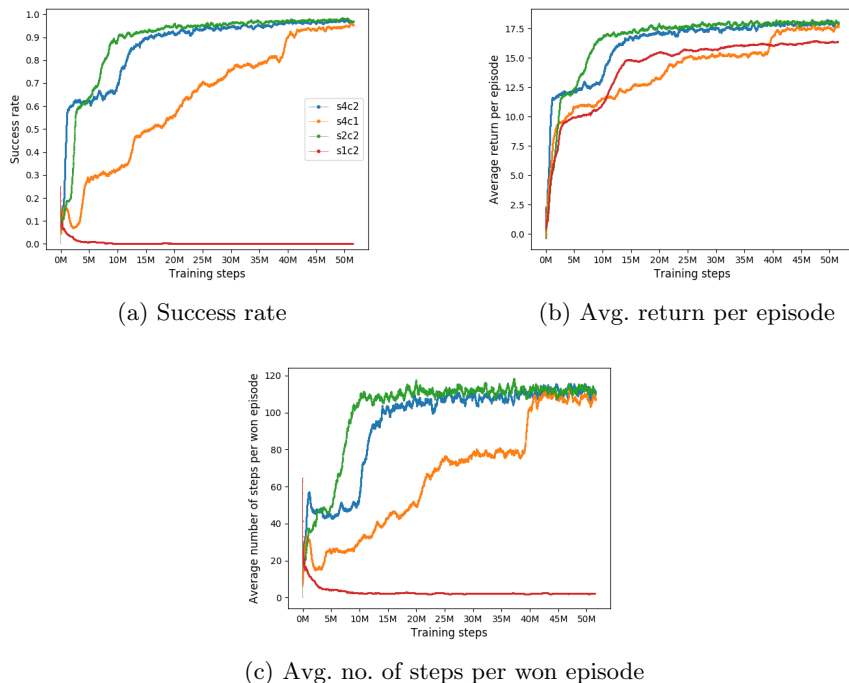 1.0
0.9
0.8
0.7
0.6
0.5
0.4
0.3
0.2
0.1
0.0
Success rate
s4c2
s4c1
s2c2
s1c2
0M 5M 10M 15M 20M 25M 30M 35M 40M 45M 50M
Training steps
(a) Success rate
17.5
15.0
12.5
10.0
7.5
5.0
2.5
0.0
Average return per episode
0M 5M 10M 15M 20M 25M 30M 35M 40M 45M 50M
Training steps
(b) Avg. return per episode
120
100
80
60
40
20
0
Average number of steps per won episode
0M 5M 10M 15M 20M 25M 30M 35M 40M 45M 50M
Training steps
(c) Avg. no. of steps per won episode